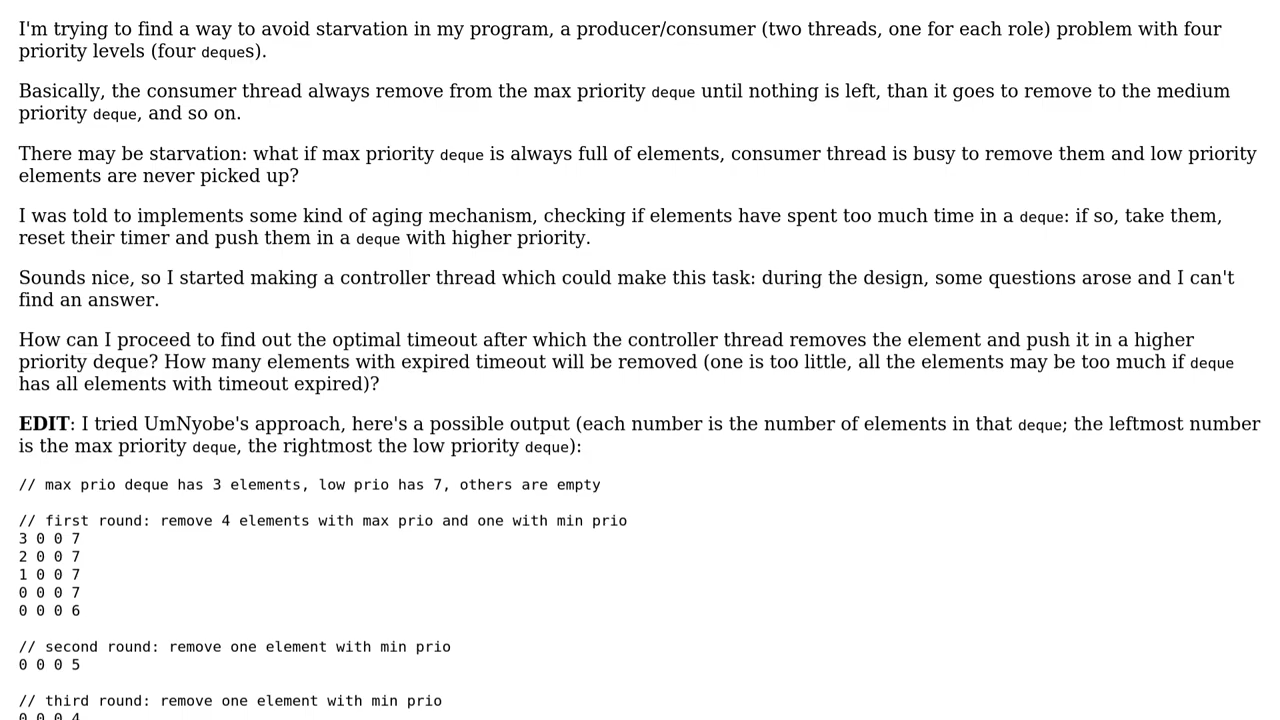 I'm trying to find a way to avoid starvation in my program, a producer/consumer (two threads, one for each role) problem with four
priority levels (four deques).
Basically, the consumer thread always remove from the max priority deque until nothing is left, than it goes to remove to the medium
priority deque, and so on.
There may be starvation: what if max priority deque is always full of elements, consumer thread is busy to remove them and low priority
elements are never picked up?
I was told to implements some kind of aging mechanism, checking if elements have spent too much time in a deque: if so, take them,
reset their timer and push them in a deque with higher priority.
Sounds nice, so I started making a controller thread which could make this task: during the design, some questions arose and I can't
find an answer.
How can I proceed to find out the optimal timeout after which the controller thread removes the element and push it in a higher
priority deque? How many elements with expired timeout will be removed (one is too little, all the elements may be too much if deque
has all elements with timeout expired)?
EDIT: I tried UmNyobe's approach, here's a possible output (each number is the number of elements in that deque; the leftmost number
is the max priority deque, the rightmost the low priority deque):
// max prio deque has 3 elements, low prio has 7, others are empty
// first round: remove 4 elements with max prio and one with min prio
3 0 0 7
2 0 0 7
1 0 0 7
0 0 0 7
0 0 0 6
// second round: remove one element with min prio
0 0 0 5
// third round: remove one element with min prio
0 0 0 4